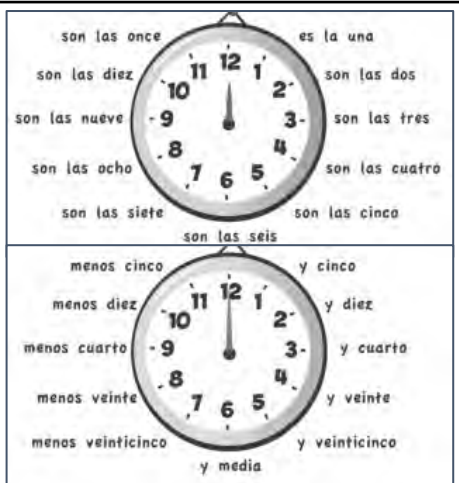 son las once es la una
11 12 1
son las diez son las dos
10 2
son las nueve 9 3 son las tres
8 4
son las ocho son las cuatro
7 6 5
son las siete son las cinco
son las seis
menos cinco y cinco
11 12 1
menos diez y diez
10 2
menos cuarto 9 3 y cuarto
8 4
menos veinte y veinte
7 6 5
menos veinticinco y veinticinco
y media